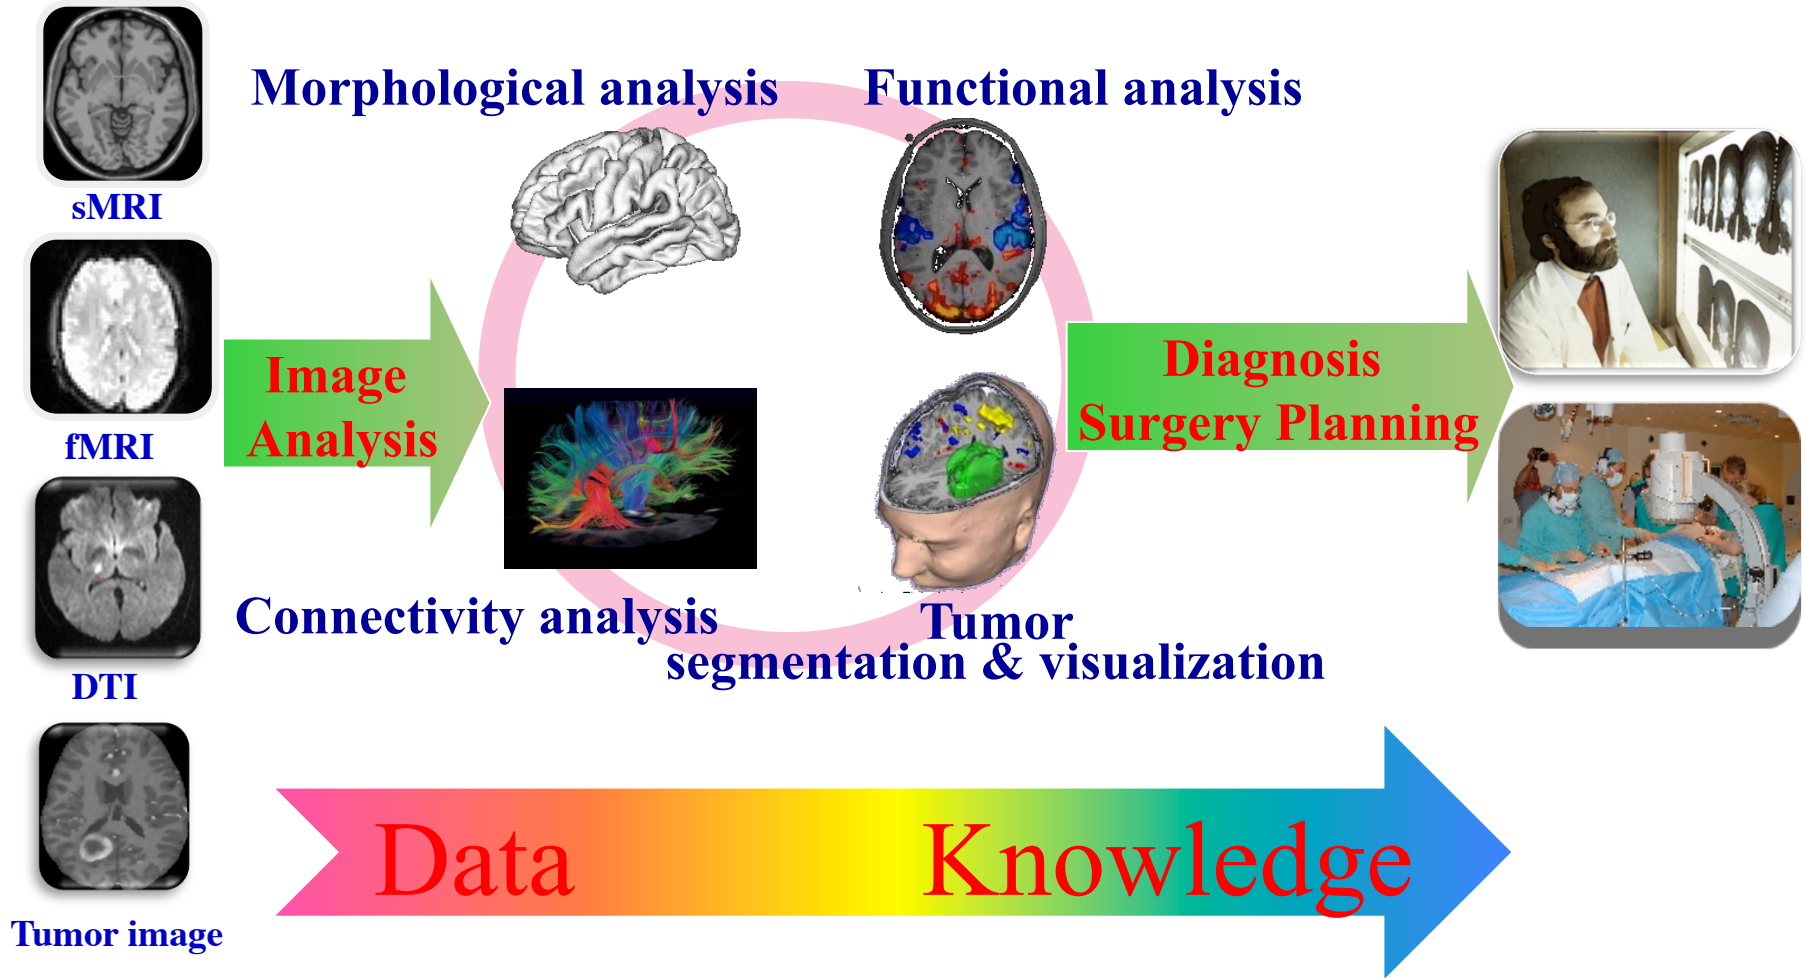 sMRI
fMRI
DTI
Tumor image
Image
Analysis
Morphological analysis
Functional analysis
Connectivity analysis
Tumor
segmentation & visualization
Diagnosis
Surgery Planning
Data
Knowledge